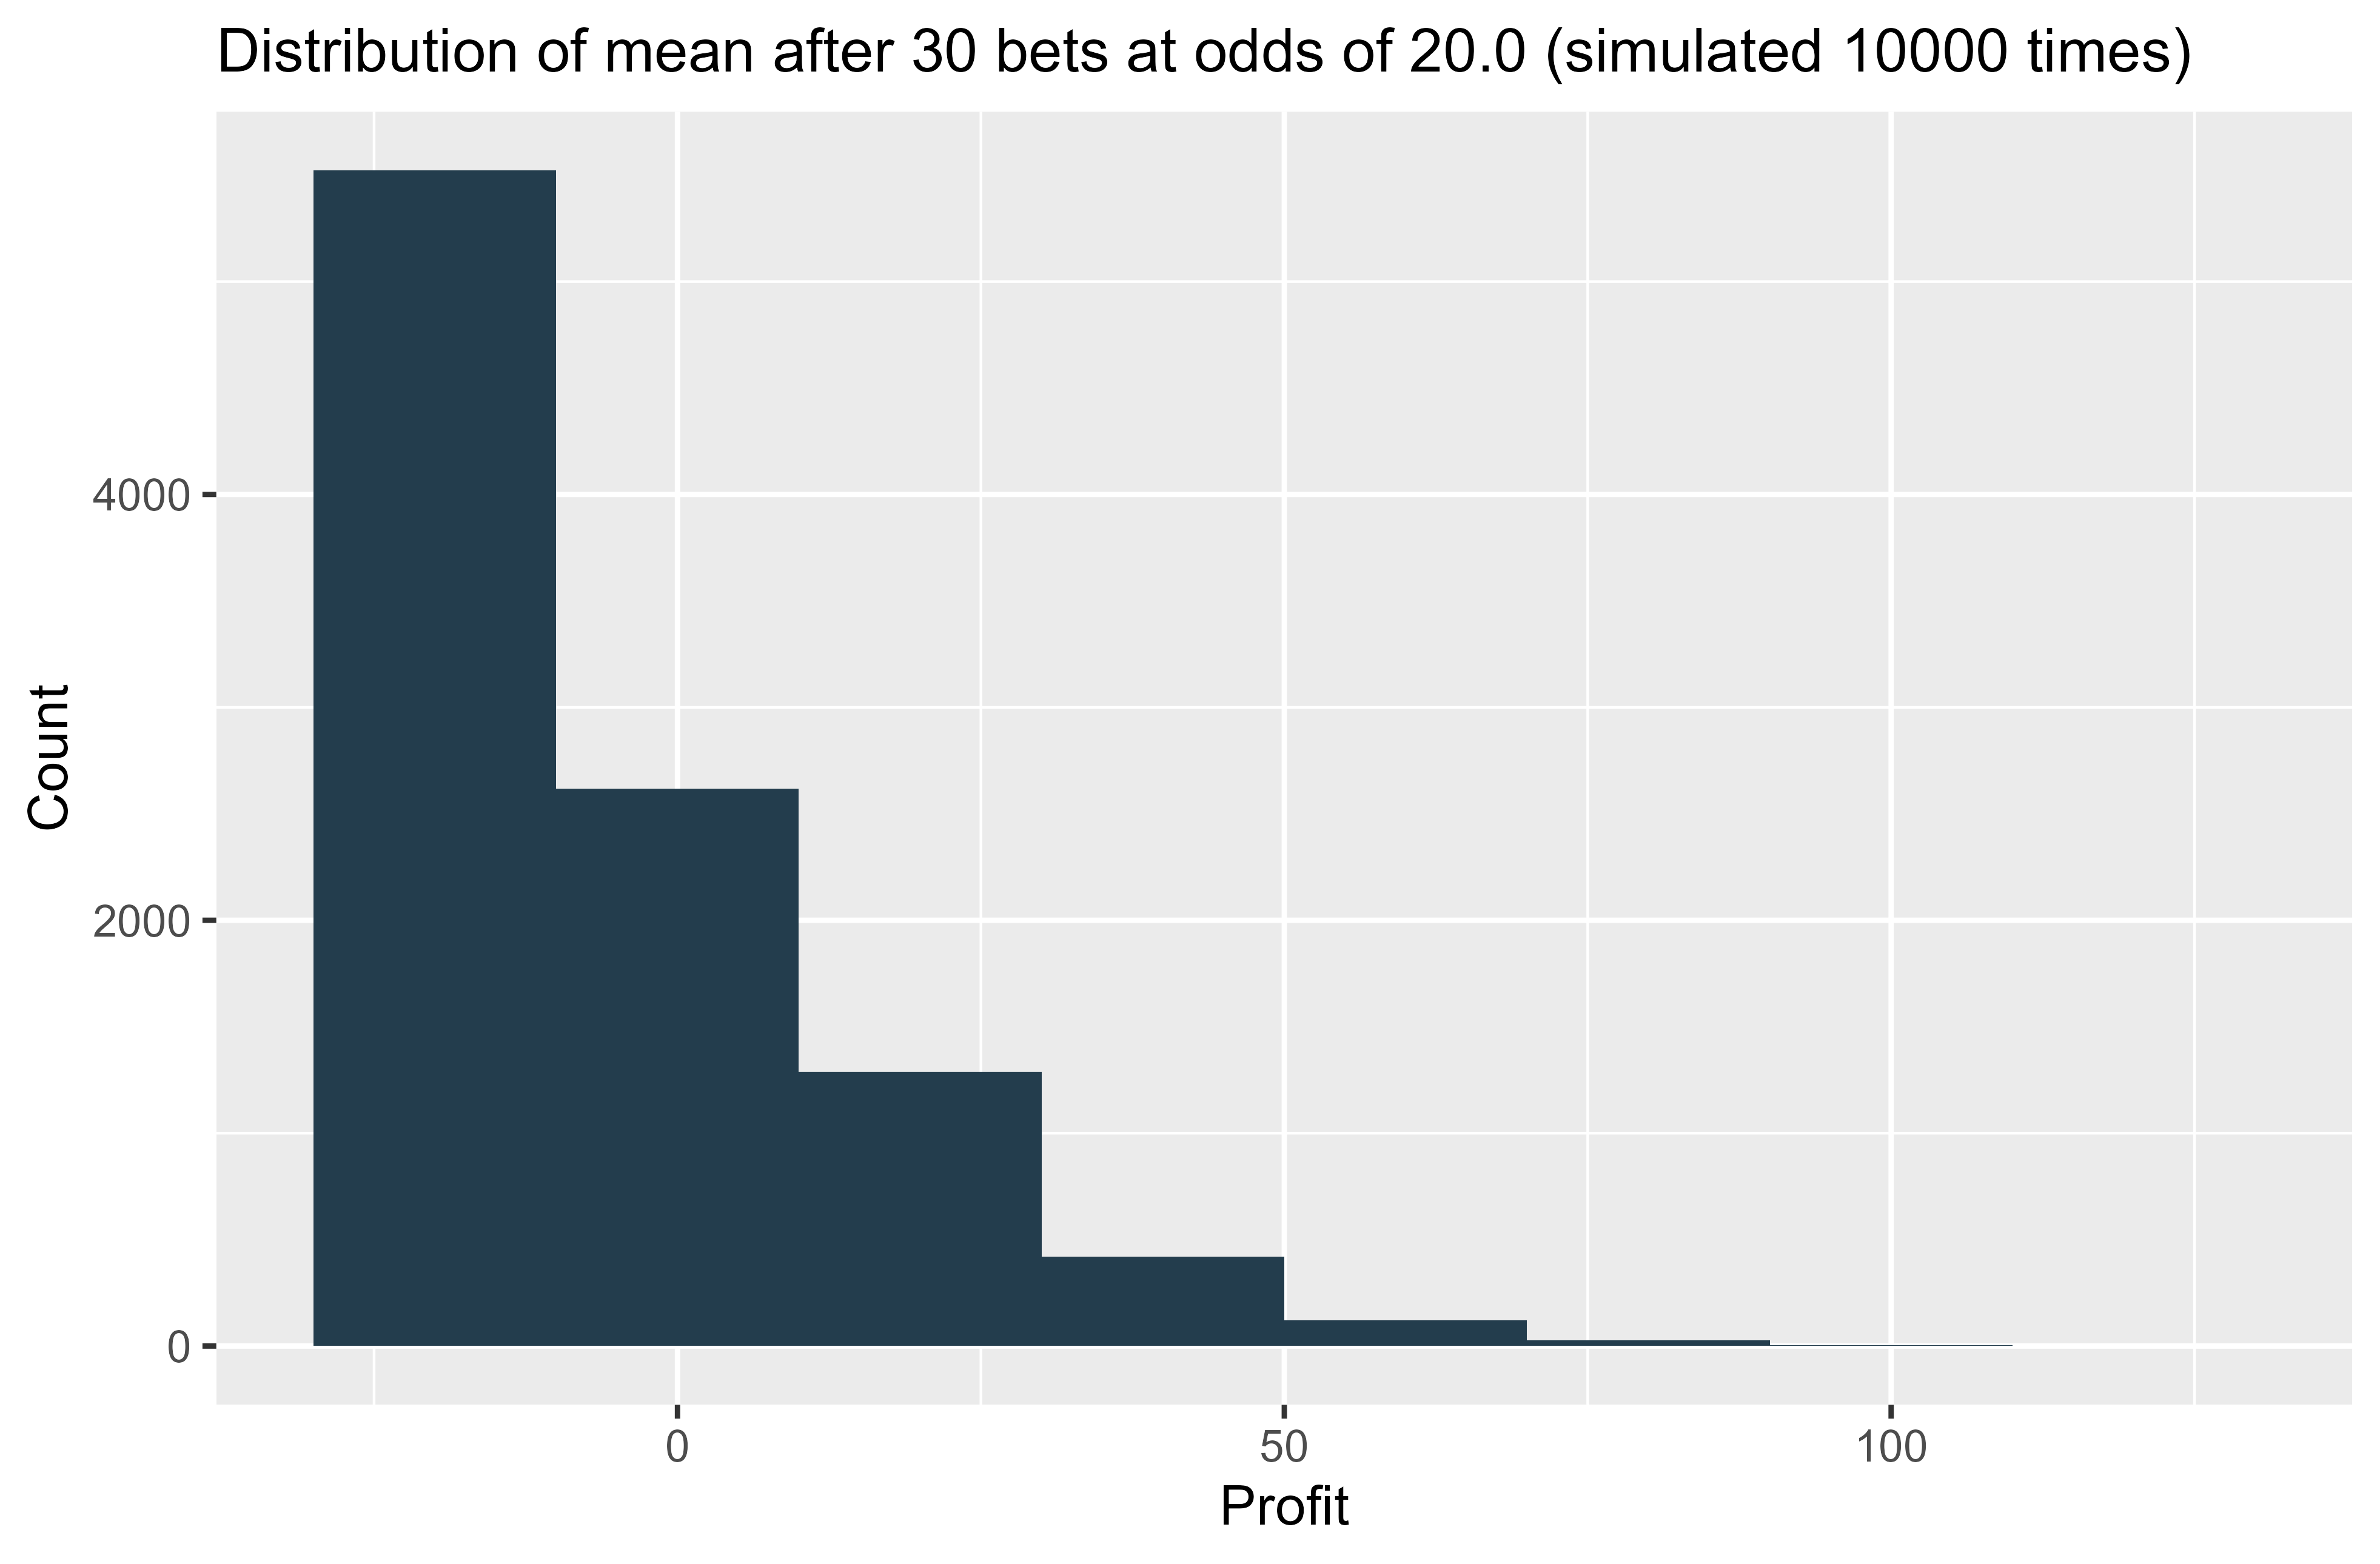 Distribution of mean after 30 bets at odds of 20.0 (simulated 10000 times)
Count
4000
2000
0
0
50
100
Profit